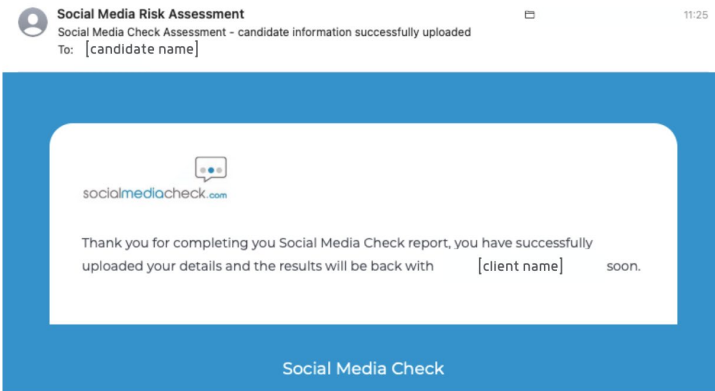 Social Media Risk Assessment 11:25
Social Media Check Assessment - candidate information successfully uploaded
To: [candidate name]
socialmediacheck.com
Thank you for completing you Social Media Check report, you have successfully
uploaded your details and the results will be back with [client name] soon.
Social Media Check